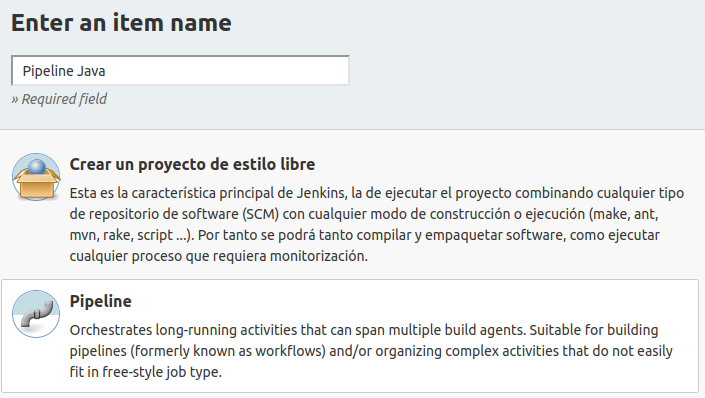 Enter an item name
Pipeline Java
» Required field
Crear un proyecto de estilo libre
Esta es la característica principal de Jenkins, la de ejecutar el proyecto combinando cualquier tipo
de repositorio de software (SCM) con cualquier modo de construcción o ejecución (make, ant,
mvn, rake, script ...). Por tanto se podrá tanto compilar y empaquetar software, como ejecutar
cualquier proceso que requiera monitorización.
Pipeline
Orchestrates long-running activities that can span multiple build agents. Suitable for building
pipelines (formerly known as workflows) and/or organizing complex activities that do not easily
fit in free-style job type.